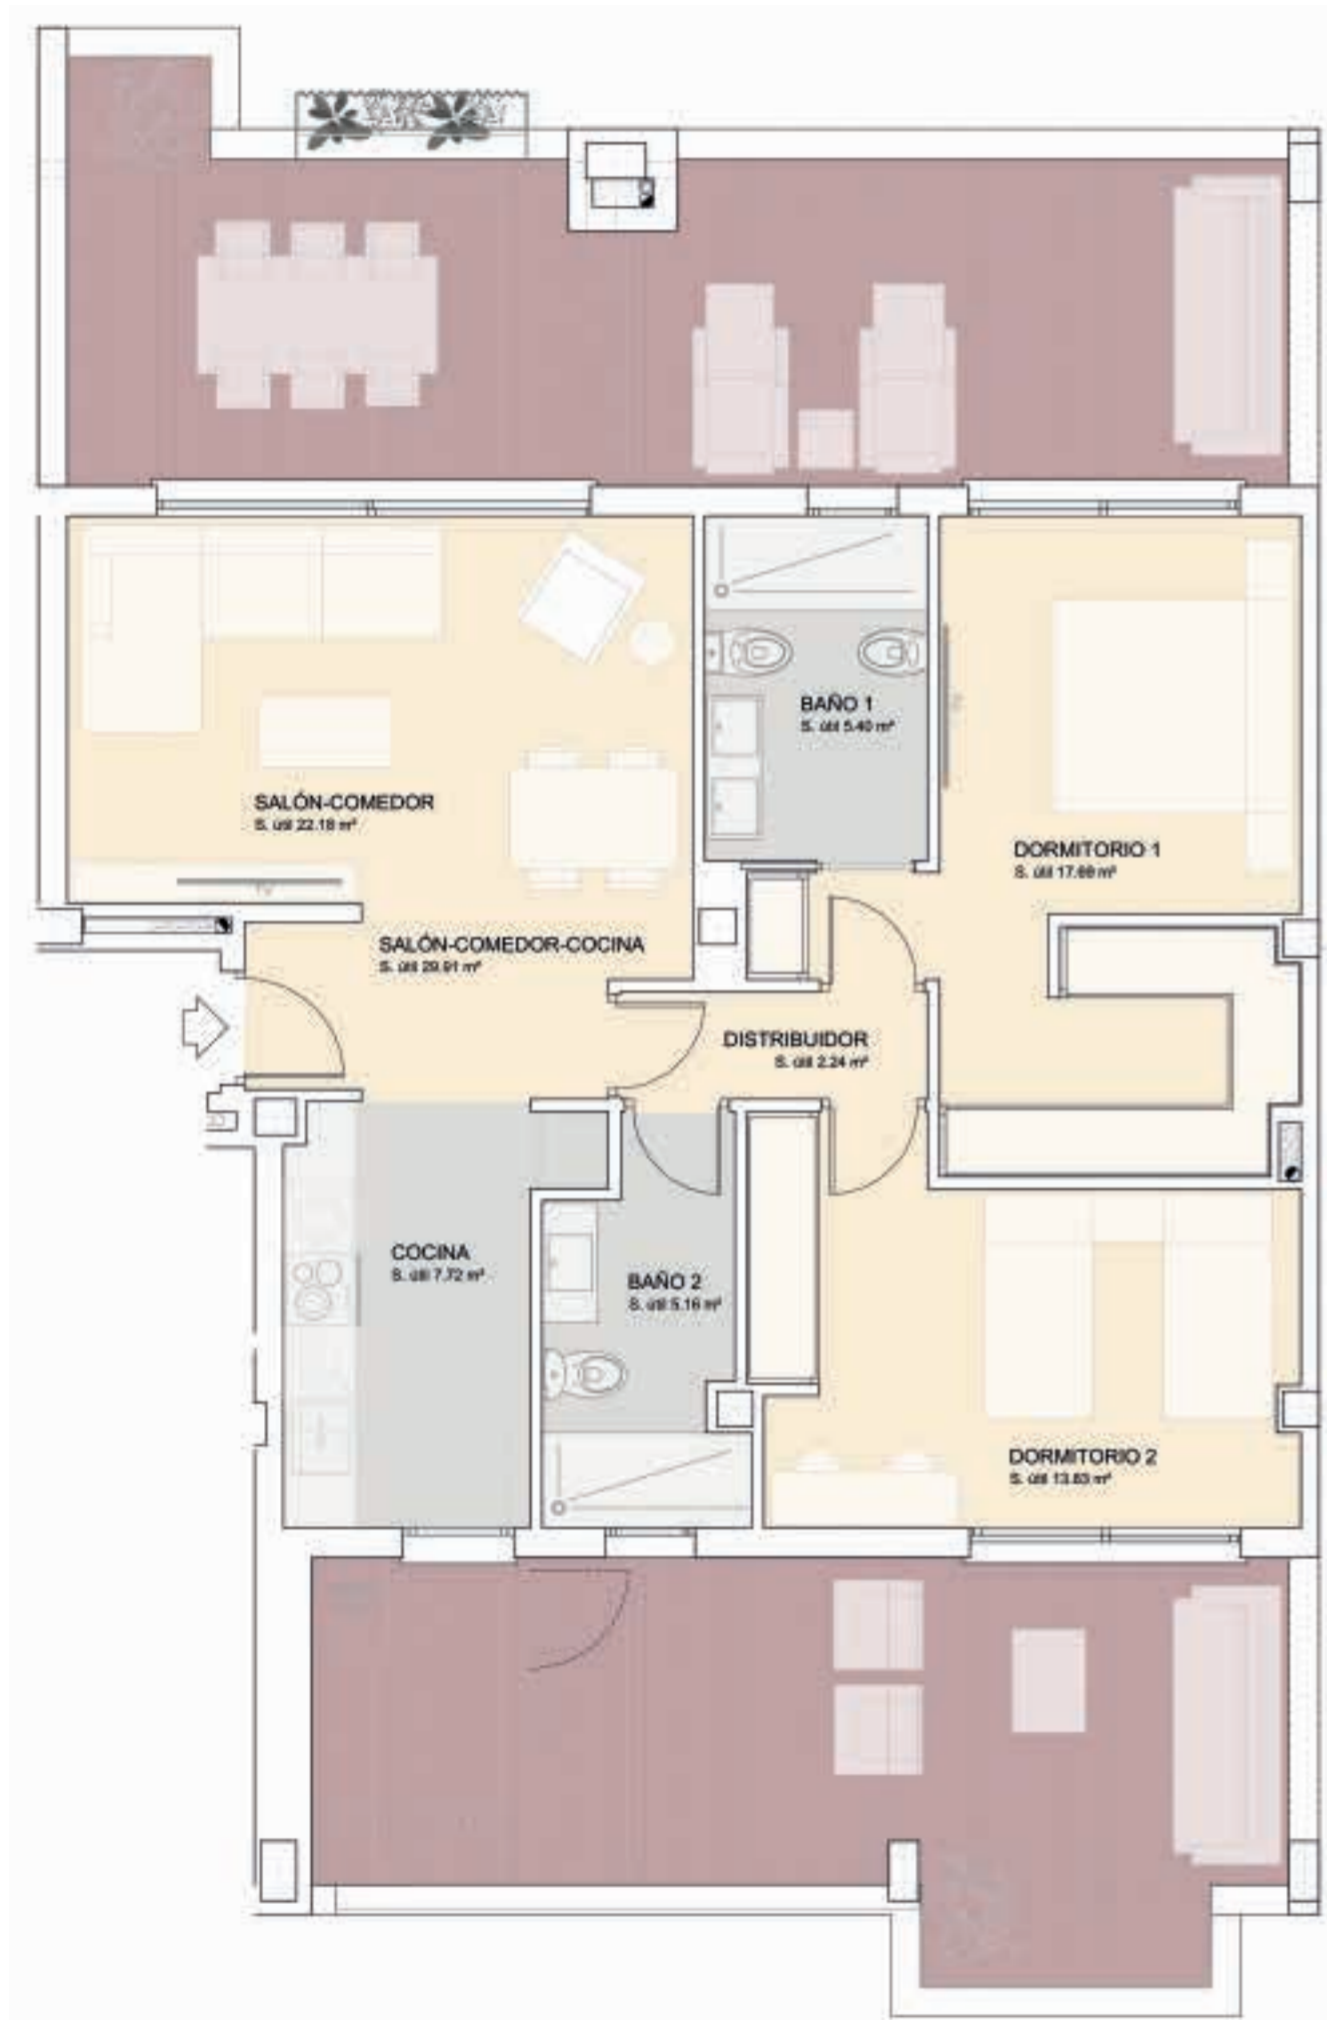 BAÑO 1
S. útil 5.40 m²
SALÓN-COMEDOR
S. útil 22.18 m²
DORMITORIO 1
S. útil 17.69 m²
TV
SALÓN-COMEDOR-COCINA
S. útil 29.91 m²
DISTRIBUIDOR
S. útil 2.24 m²
COCINA
S. útil 7.72 m²
BAÑO 2
S. útil 5.16 m²
DORMITORIO 2
S. útil 13.63 m²